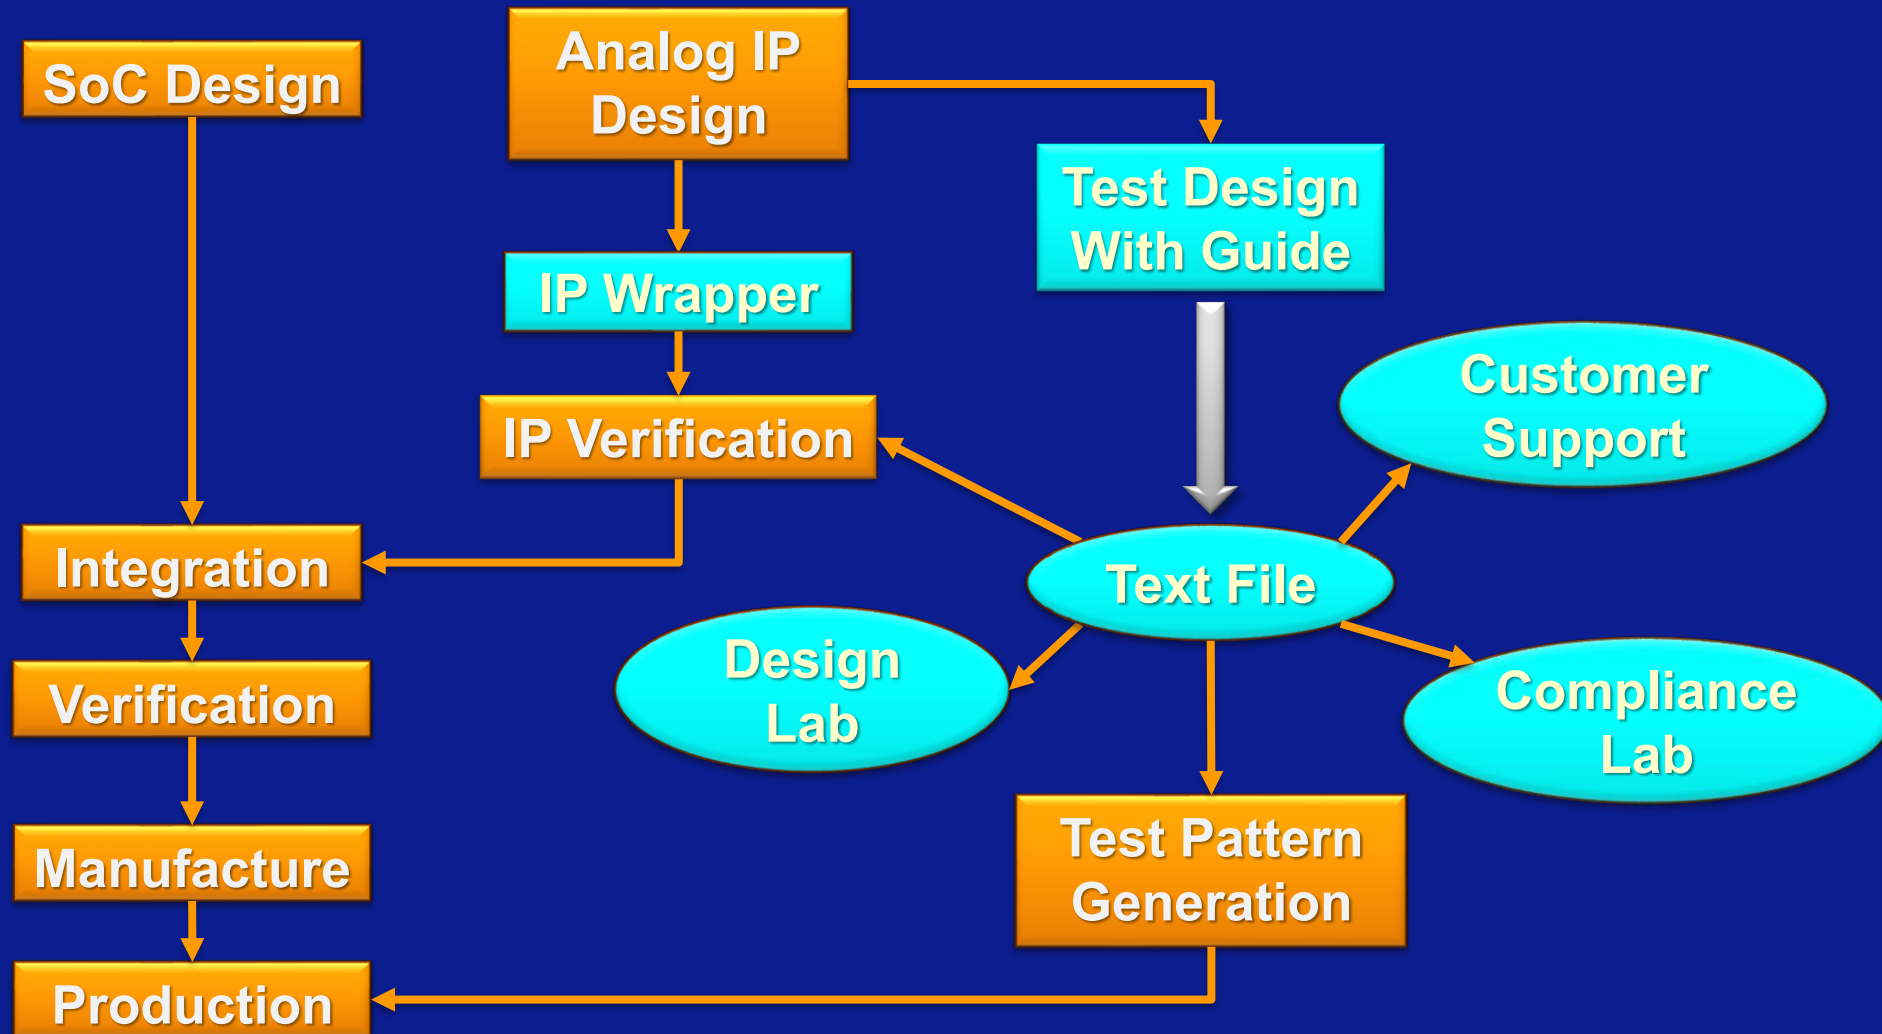 SoC Design
Analog IP
Design
Test Design
With Guide
IP Wrapper
Customer
Support
IP Verification
Integration
Text File
Design
Lab
Verification
Compliance
Lab
Manufacture
Test Pattern
Generation
Production